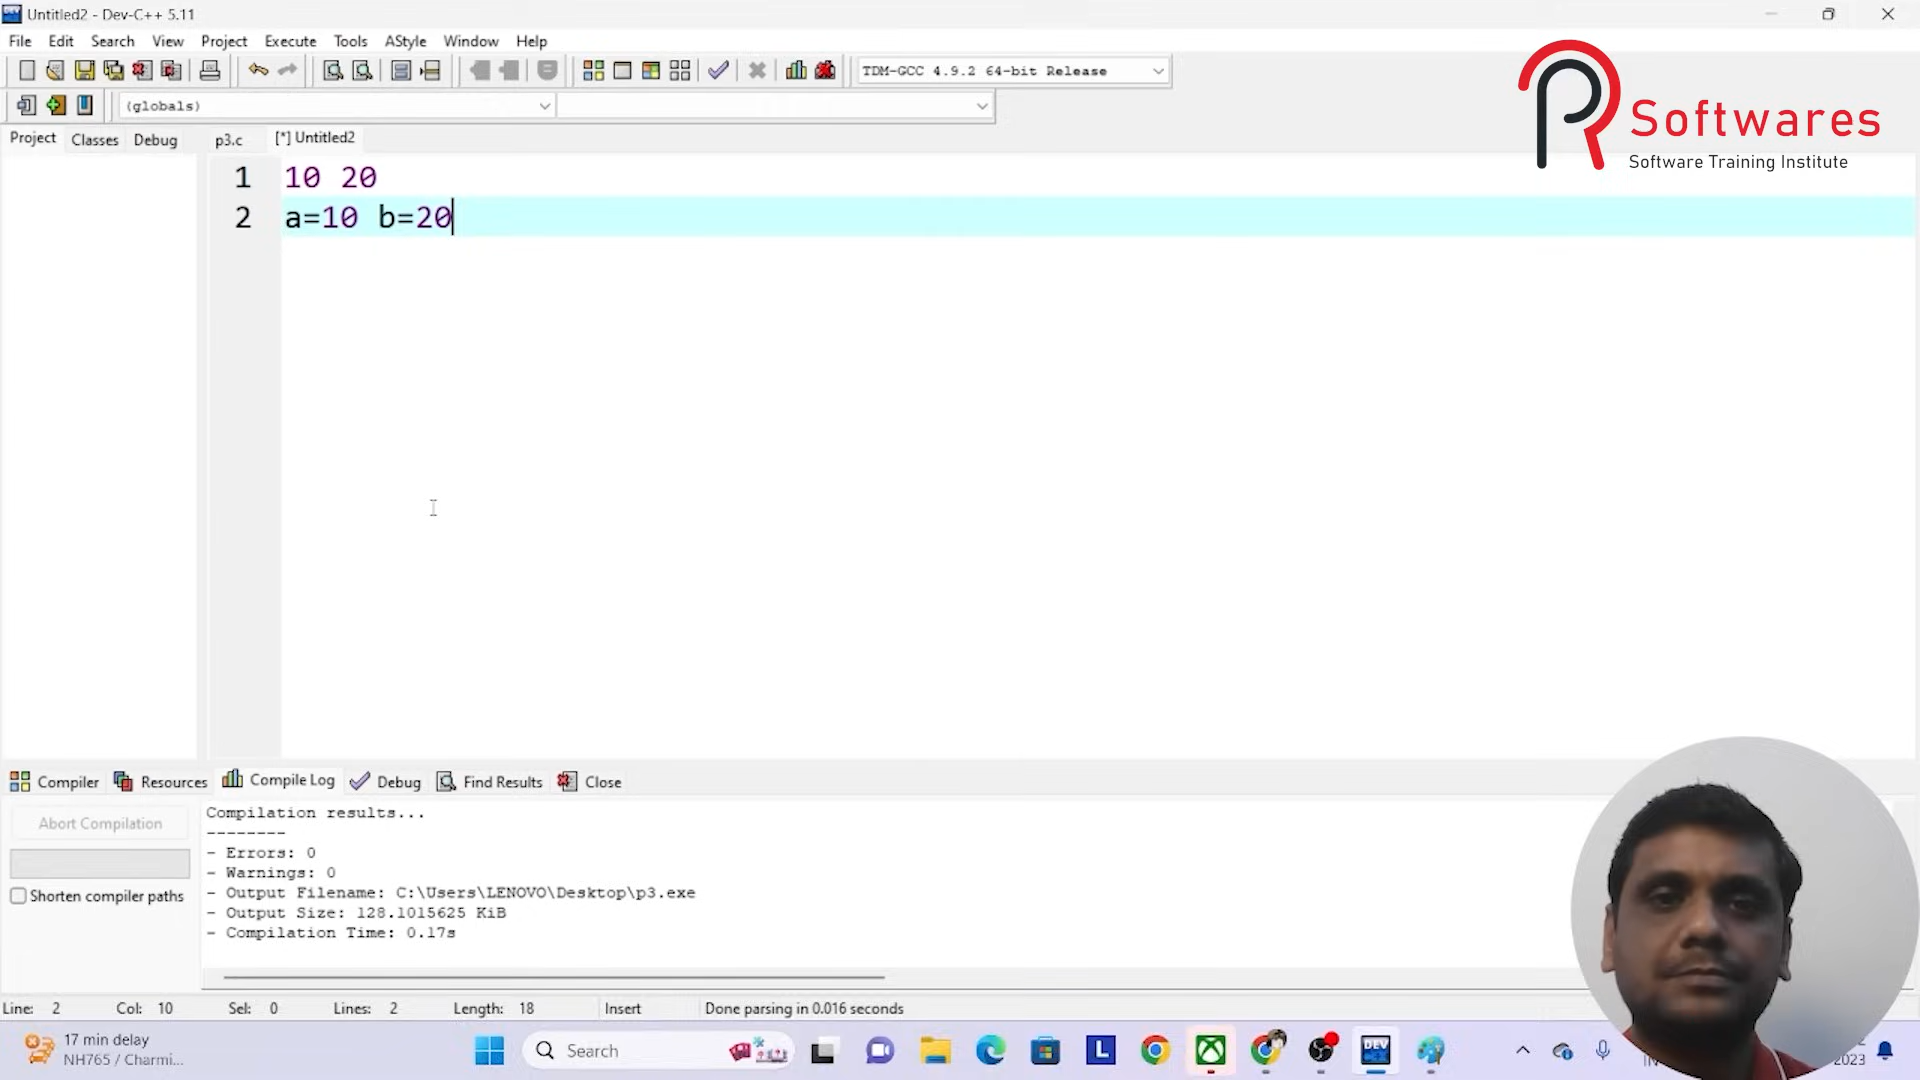 Untitled2 - Dev-C++ 5.11
File Edit Search View Project Execute Tools AStyle Window Help
TDM-GCC 4.9.2 64-bit Release
(globals)
Softwares
Software Training Institute
Project Classes Debug p3.c [*] Untitled2
1 10 20
2 a=10 b=20
Compiler Resources Compile Log Debug Find Results Close
Abort Compilation
Shorten compiler paths
Compilation results...
--------
- Errors: 0
- Warnings: 0
- Output Filename: C:\Users\LENOVO\Desktop\p3.exe
- Output Size: 128.1015625 KiB
- Compilation Time: 0.17s
Line: 2 Col: 10 Sel: 0 Lines: 2 Length: 18 Insert Done parsing in 0.016 seconds
17 min delay
NH765 / Charmi...
Search
L
DEV
2023